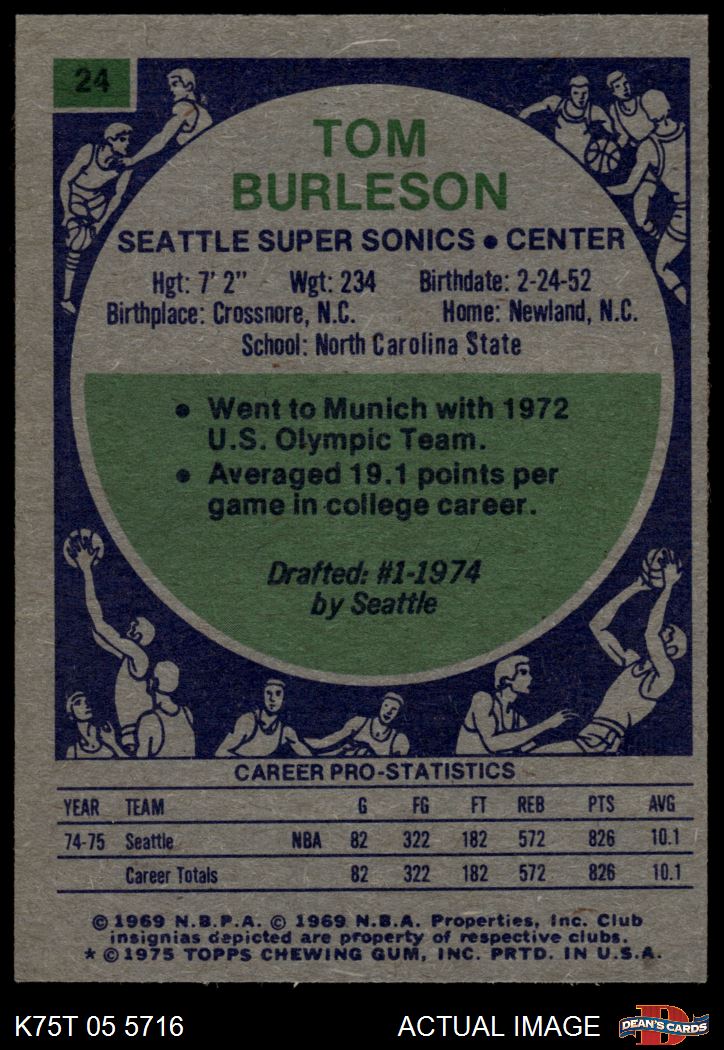 24
TOM
BURLESON
SEATTLE SUPER SONICS • CENTER
Hgt: 7' 2" Wgt: 234 Birthdate: 2-24-52
Birthplace: Crossnore, N.C. Home: Newland, N.C.
School: North Carolina State
• Went to Munich with 1972
U.S. Olympic Team.
• Averaged 19.1 points per
game in college career.
Drafted: #1-1974
by Seattle
CAREER PRO-STATISTICS
YEAR TEAM G FG FT REB PTS AVG
74-75 Seattle NBA 82 322 182 572 826 10.1
Career Totals 82 322 182 572 826 10.1
© 1969 N.B.P.A. © 1969 N.B.A. Properties, Inc. Club
insignias depicted are property of respective clubs.
* © 1975 TOPPS CHEWING GUM, INC. PRTD. IN U.S.A.
K75T 05 5716 ACTUAL IMAGE D DEAN'S CARDS